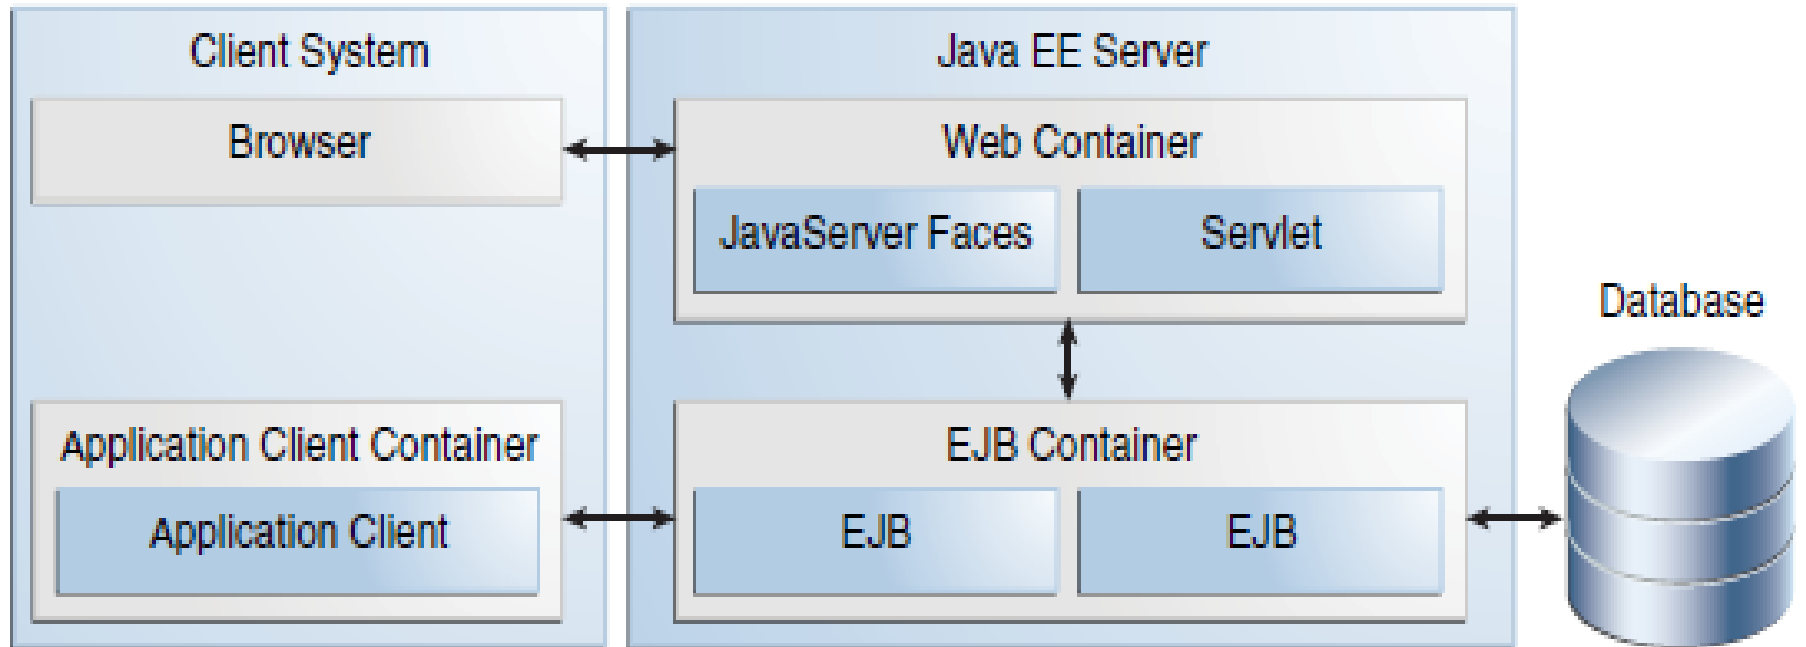 Client System
Browser
Application Client Container
Application Client
Java EE Server
Web Container
JavaServer Faces
Servlet
EJB Container
EJB
EJB
Database